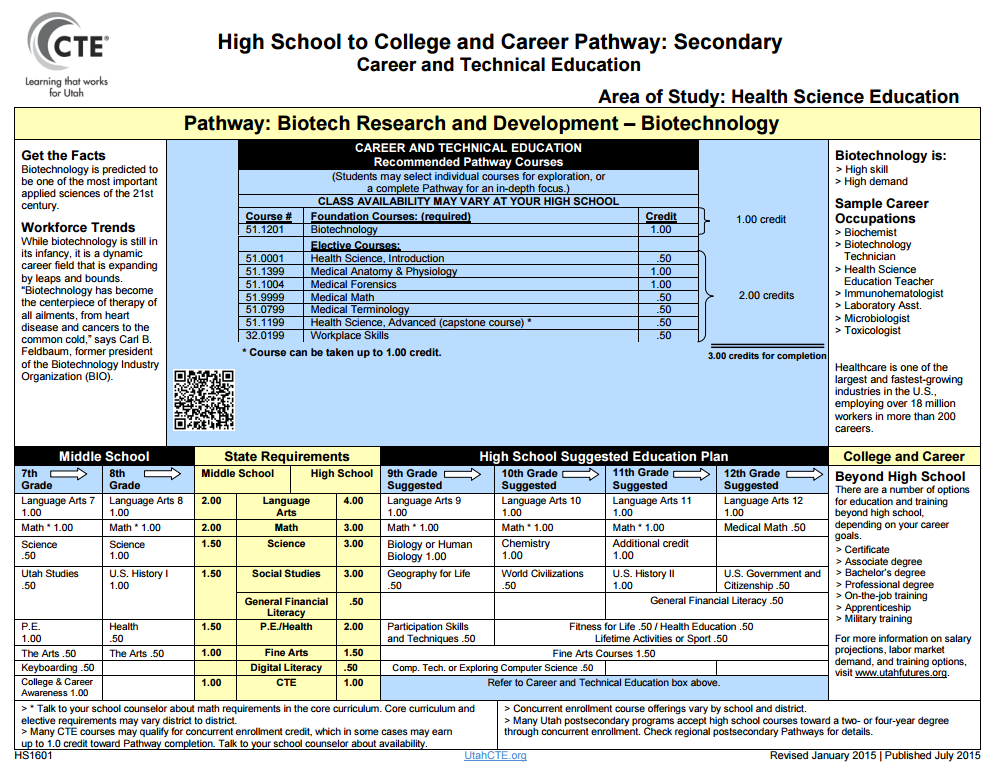 CTE®
Learning that works
for Utah
High School to College and Career Pathway: Secondary
Career and Technical Education
Area of Study: Health Science Education
Pathway: Biotech Research and Development – Biotechnology
Get the Facts
Biotechnology is predicted to
be one of the most important
applied sciences of the 21st
century.
Workforce Trends
While biotechnology is still in
its infancy, it is a dynamic
career field that is expanding
by leaps and bounds.
"Biotechnology has become
the centerpiece of therapy of
all ailments, from heart
disease and cancers to the
common cold," says Carl B.
Feldbaum, former president
of the Biotechnology Industry
Organization (BIO).
CAREER AND TECHNICAL EDUCATION
Recommended Pathway Courses
(Students may select individual courses for exploration, or
a complete Pathway for an in-depth focus.)
CLASS AVAILABILITY MAY VARY AT YOUR HIGH SCHOOL
Course # Foundation Courses: (required) Credit
51.1201 Biotechnology 1.00
Elective Courses:
51.0001 Health Science, Introduction .50
51.1399 Medical Anatomy & Physiology 1.00
51.1004 Medical Forensics 1.00
51.9999 Medical Math .50
51.0799 Medical Terminology .50
51.1199 Health Science, Advanced (capstone course) * .50
32.0199 Workplace Skills .50
* Course can be taken up to 1.00 credit.
1.00 credit
2.00 credits
3.00 credits for completion
Biotechnology is:
> High skill
> High demand
Sample Career
Occupations
> Biochemist
> Biotechnology
Technician
> Health Science
Education Teacher
> Immunohematologist
> Laboratory Asst.
> Microbiologist
> Toxicologist
Healthcare is one of the
largest and fastest-growing
industries in the U.S.,
employing over 18 million
workers in more than 200
careers.
Middle School State Requirements High School Suggested Education Plan College and Career
7th Grade 8th Grade Middle School High School 9th Grade Suggested 10th Grade Suggested 11th Grade Suggested 12th Grade Suggested
Language Arts 7 1.00 Language Arts 8 1.00 2.00 Language Arts 4.00 Language Arts 9 1.00 Language Arts 10 1.00 Language Arts 11 1.00 Language Arts 12 1.00
Math * 1.00 Math * 1.00 2.00 Math 3.00 Math * 1.00 Math * 1.00 Math * 1.00 Medical Math .50
Science .50 Science 1.00 1.50 Science 3.00 Biology or Human Biology 1.00 Chemistry 1.00 Additional credit 1.00
Utah Studies .50 U.S. History I 1.00 1.50 Social Studies 3.00 Geography for Life .50 World Civilizations .50 U.S. History II 1.00 U.S. Government and Citizenship .50
General Financial Literacy .50 General Financial Literacy .50
P.E. 1.00 Health .50 1.50 P.E./Health 2.00 Participation Skills and Techniques .50 Fitness for Life .50 / Health Education .50
Lifetime Activities or Sport .50
The Arts .50 The Arts .50 1.00 Fine Arts 1.50 Fine Arts Courses 1.50
Keyboarding .50 Digital Literacy .50 Comp. Tech. or Exploring Computer Science .50
College & Career Awareness 1.00 1.00 CTE 1.00 Refer to Career and Technical Education box above.
Beyond High School
There are a number of options
for education and training
beyond high school,
depending on your career
goals.
> Certificate
> Associate degree
> Bachelor's degree
> Professional degree
> On-the-job training
> Apprenticeship
> Military training
For more information on salary
projections, labor market
demand, and training options,
visit www.utahfutures.org.
> * Talk to your school counselor about math requirements in the core curriculum. Core curriculum and
elective requirements may vary district to district.
> Many CTE courses may qualify for concurrent enrollment credit, which in some cases may earn
up to 1.0 credit toward Pathway completion. Talk to your school counselor about availability.
> Concurrent enrollment course offerings vary by school and district.
> Many Utah postsecondary programs accept high school courses toward a two- or four-year degree
through concurrent enrollment. Check regional postsecondary Pathways for details.
HS1601 UtahCTE.org Revised January 2015 | Published July 2015